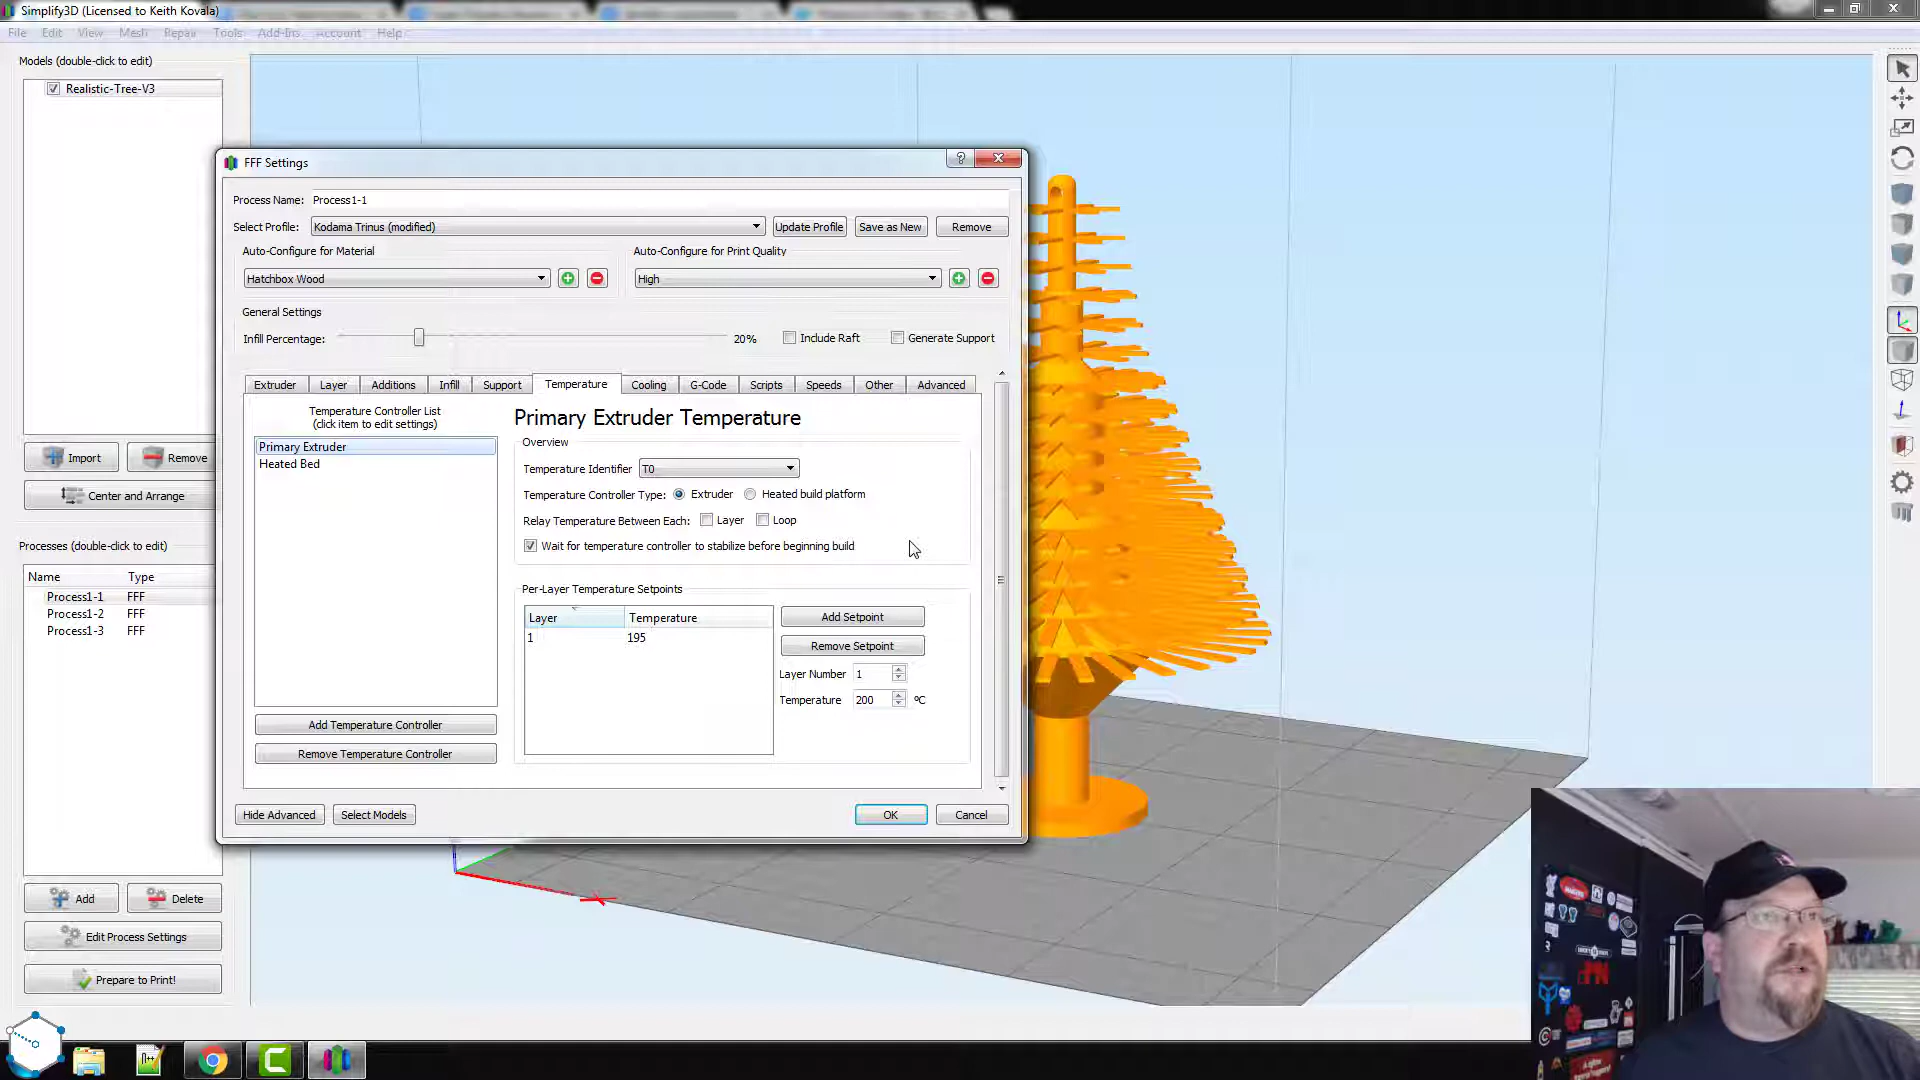 Simplify3D (Licensed to Keith Kovala)
File Edit View Mesh Repair Tools Add-Ins Account Help
Models (double-click to edit)
Realistic-Tree-V3
Import
Remove
Center and Arrange
Processes (double-click to edit)
Name Type
Process1-1 FFF
Process1-2 FFF
Process1-3 FFF
Add
Delete
Edit Process Settings
Prepare to Print!
FFF Settings
Process Name: Process1-1
Select Profile: Kodama Trinus (modified) Update Profile Save as New Remove
Auto-Configure for Material
Hatchbox Wood
Auto-Configure for Print Quality
High
General Settings
Infill Percentage: 20% Include Raft Generate Support
Extruder Layer Additions Infill Support Temperature Cooling G-Code Scripts Speeds Other Advanced
Temperature Controller List
(click item to edit settings)
Primary Extruder
Heated Bed
Add Temperature Controller
Remove Temperature Controller
Primary Extruder Temperature
Overview
Temperature Identifier T0
Temperature Controller Type: Extruder Heated build platform
Relay Temperature Between Each: Layer Loop
Wait for temperature controller to stabilize before beginning build
Per-Layer Temperature Setpoints
Layer Temperature
1 195
Add Setpoint
Remove Setpoint
Layer Number 1
Temperature 200 ºC
Hide Advanced
Select Models
OK
Cancel